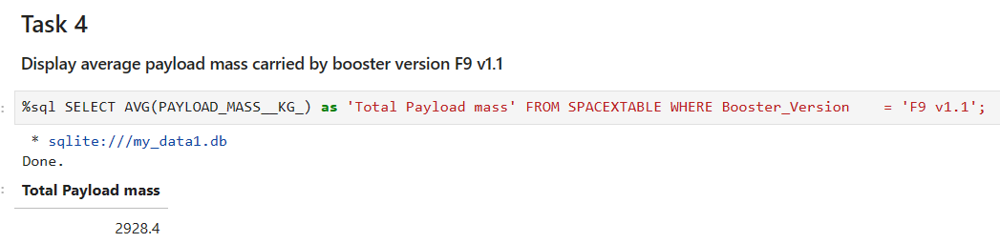 Task 4
Display average payload mass carried by booster version F9 v1.1
: %sql SELECT AVG(PAYLOAD_MASS__KG_) as 'Total Payload mass' FROM SPACEXTABLE WHERE Booster_Version    = 'F9 v1.1';
* sqlite:///my_data1.db
Done.
: Total Payload mass
2928.4